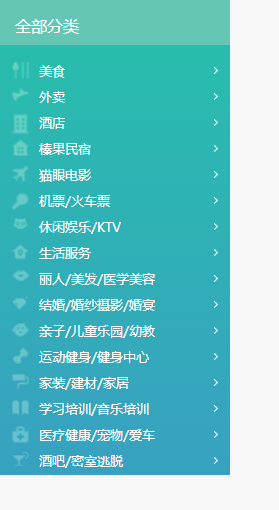 全部分类
美食
外卖
酒店
榛果民宿
猫眼电影
机票/火车票
休闲娱乐/KTV
生活服务
丽人/美发/医学美容
结婚/婚纱摄影/婚宴
亲子/儿童乐园/幼教
运动健身/健身中心
家装/建材/家居
学习培训/音乐培训
医疗健康/宠物/爱车
酒吧/密室逃脱